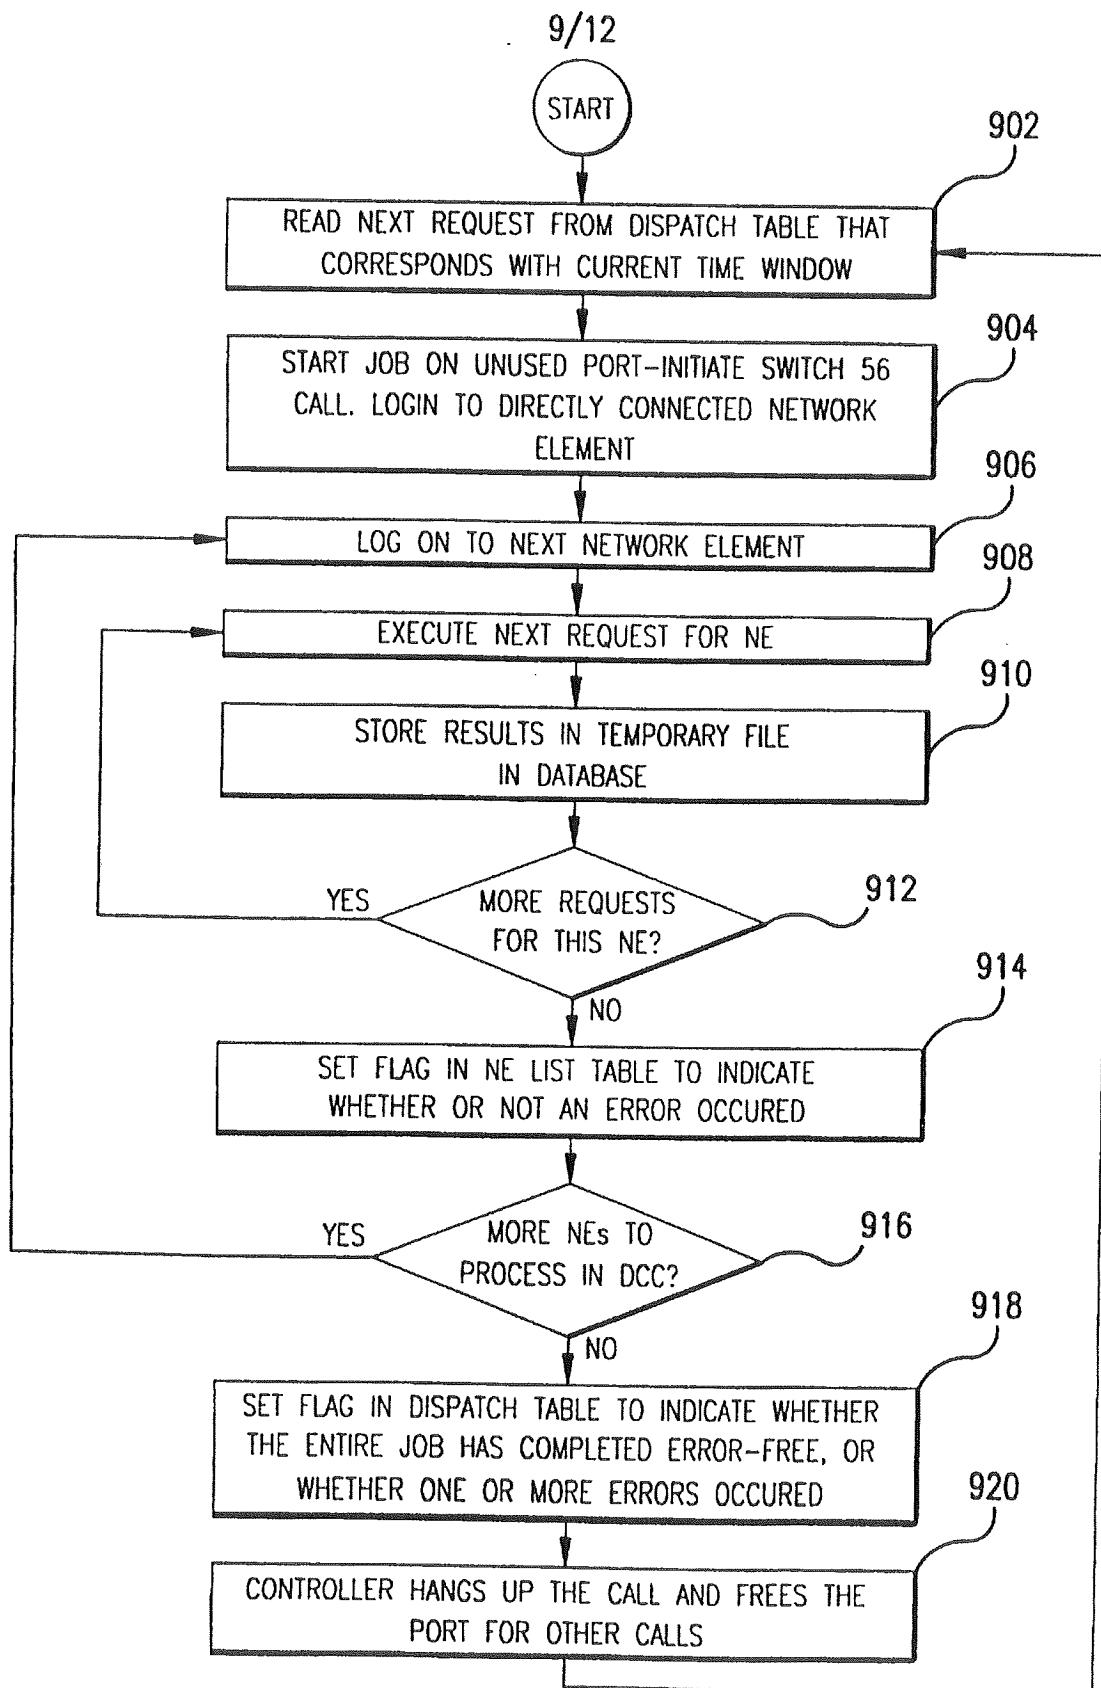 9/12
START
902
READ NEXT REQUEST FROM DISPATCH TABLE THAT
CORRESPONDS WITH CURRENT TIME WINDOW
904
START JOB ON UNUSED PORT-INITIATE SWITCH 56
CALL. LOGIN TO DIRECTLY CONNECTED NETWORK
ELEMENT
906
LOG ON TO NEXT NETWORK ELEMENT
908
EXECUTE NEXT REQUEST FOR NE
910
STORE RESULTS IN TEMPORARY FILE
IN DATABASE
YES
MORE REQUESTS
FOR THIS NE?
912
NO
914
SET FLAG IN NE LIST TABLE TO INDICATE
WHETHER OR NOT AN ERROR OCCURED
YES
MORE NEs TO
PROCESS IN DCC?
916
NO
918
SET FLAG IN DISPATCH TABLE TO INDICATE WHETHER
THE ENTIRE JOB HAS COMPLETED ERROR-FREE, OR
WHETHER ONE OR MORE ERRORS OCCURED
920
CONTROLLER HANGS UP THE CALL AND FREES THE
PORT FOR OTHER CALLS